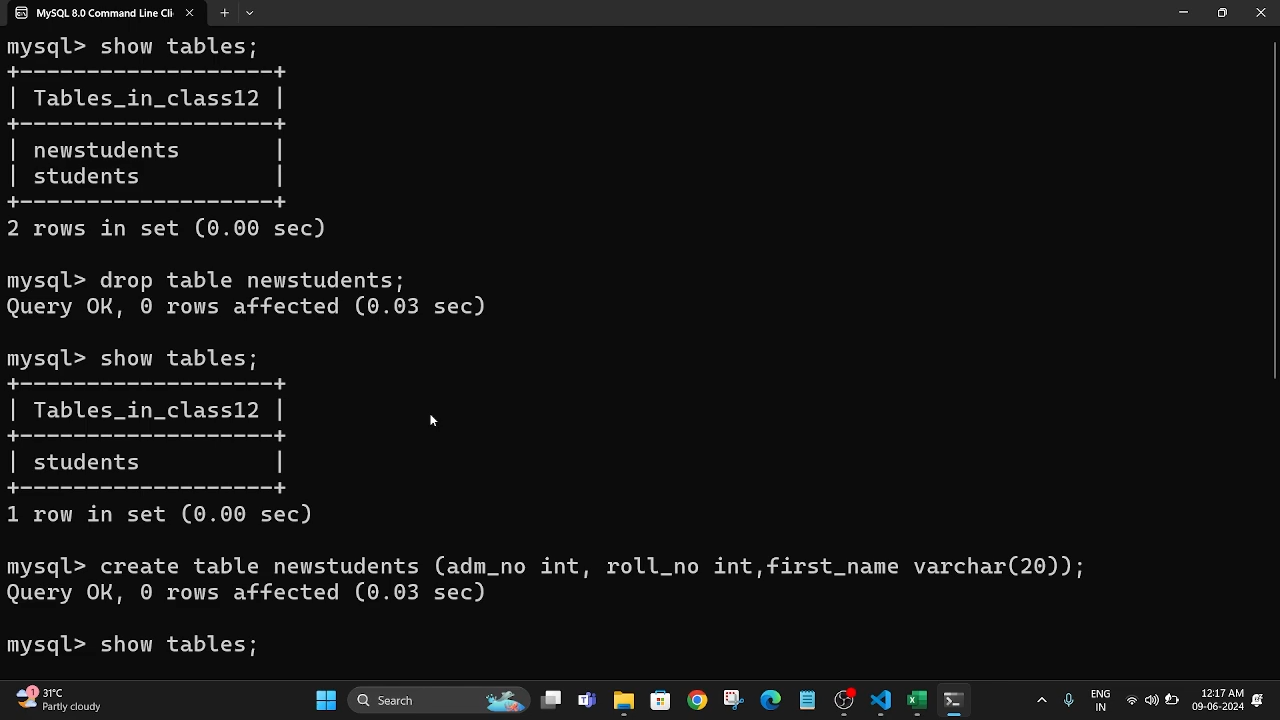 MySQL 8.0 Command Line Cli
mysql> show tables;
+------------------+
| Tables_in_class12 |
+------------------+
| newstudents       |
| students          |
+------------------+
2 rows in set (0.00 sec)
mysql> drop table newstudents;
Query OK, 0 rows affected (0.03 sec)
mysql> show tables;
+------------------+
| Tables_in_class12 |
+------------------+
| students          |
+------------------+
1 row in set (0.00 sec)
mysql> create table newstudents (adm_no int, roll_no int,first_name varchar(20));
Query OK, 0 rows affected (0.03 sec)
mysql> show tables;
1
31°C
Partly cloudy
Search
ENG
IN
12:17 AM
09-06-2024